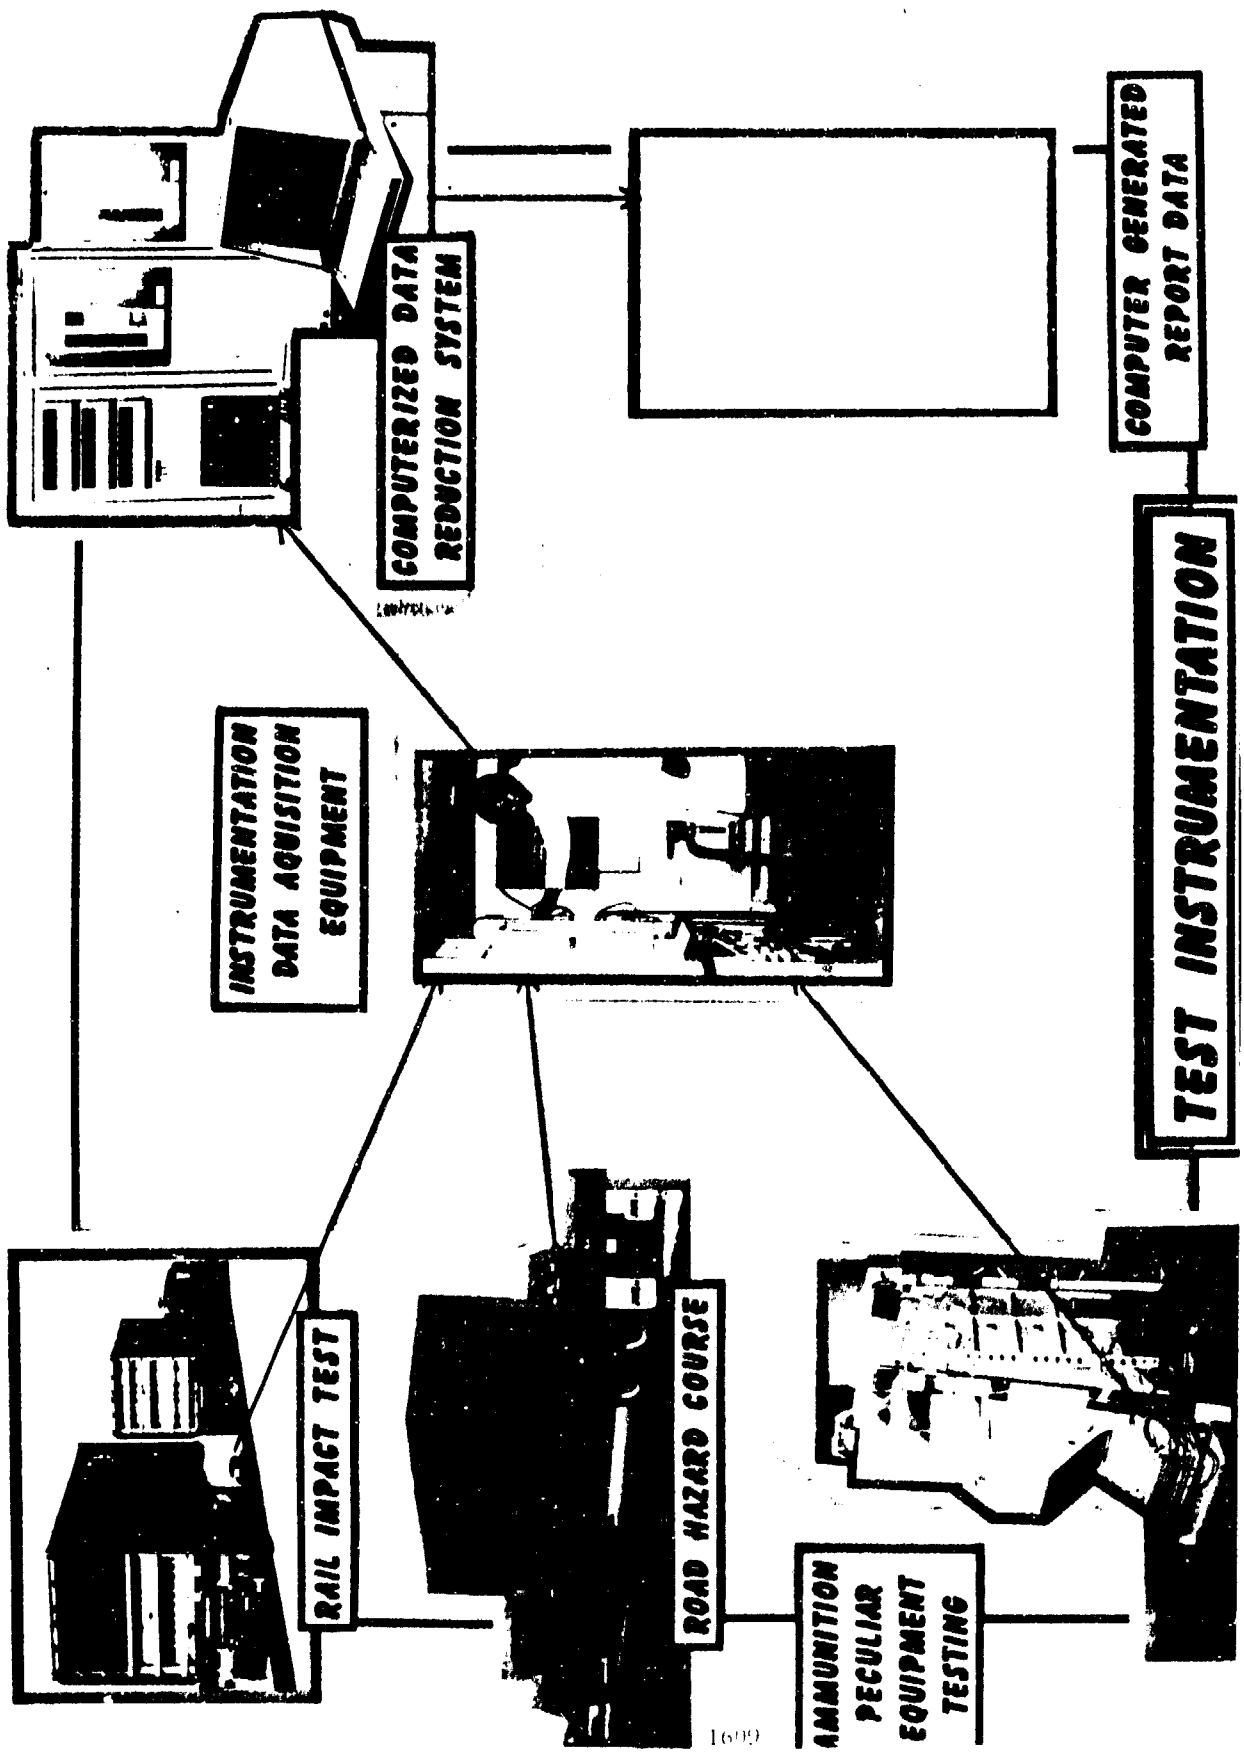 RAIL IMPACT TEST
INSTRUMENTATION
DATA AQUISITION
EQUIPMENT
COMPUTERIZED DATA
REDUCTION SYSTEM
ROAD HAZARD COURSE
AMMUNITION
PECULIAR
EQUIPMENT
TESTING
COMPUTER GENERATED
REPORT DATA
TEST INSTRUMENTATION
1609